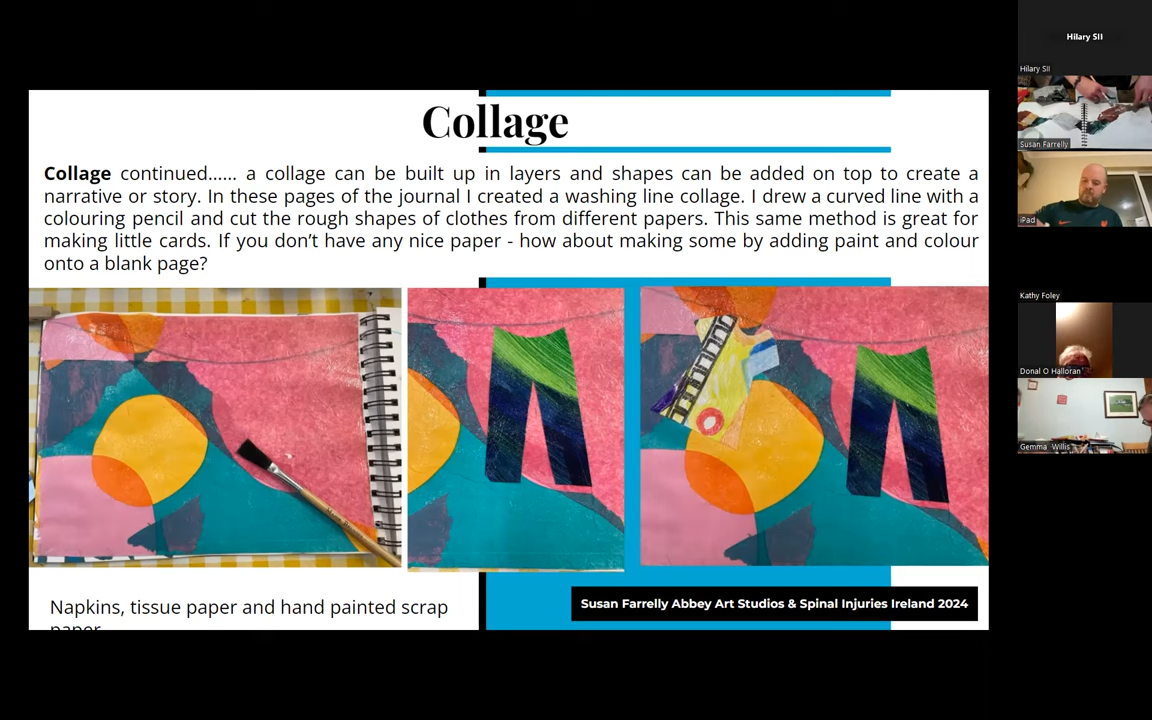 Collage
Collage continued...... a collage can be built up in layers and shapes can be added on top to create a
narrative or story. In these pages of the journal I created a washing line collage. I drew a curved line with a
colouring pencil and cut the rough shapes of clothes from different papers. This same method is great for
making little cards. If you don’t have any nice paper - how about making some by adding paint and colour
onto a blank page?
Napkins, tissue paper and hand painted scrap
paper
Susan Farrelly Abbey Art Studios & Spinal Injuries Ireland 2024
Hilary SII
Hilary SII
Susan Farrelly
iPad
Kathy Foley
Donal O Halloran
Gemma Willis